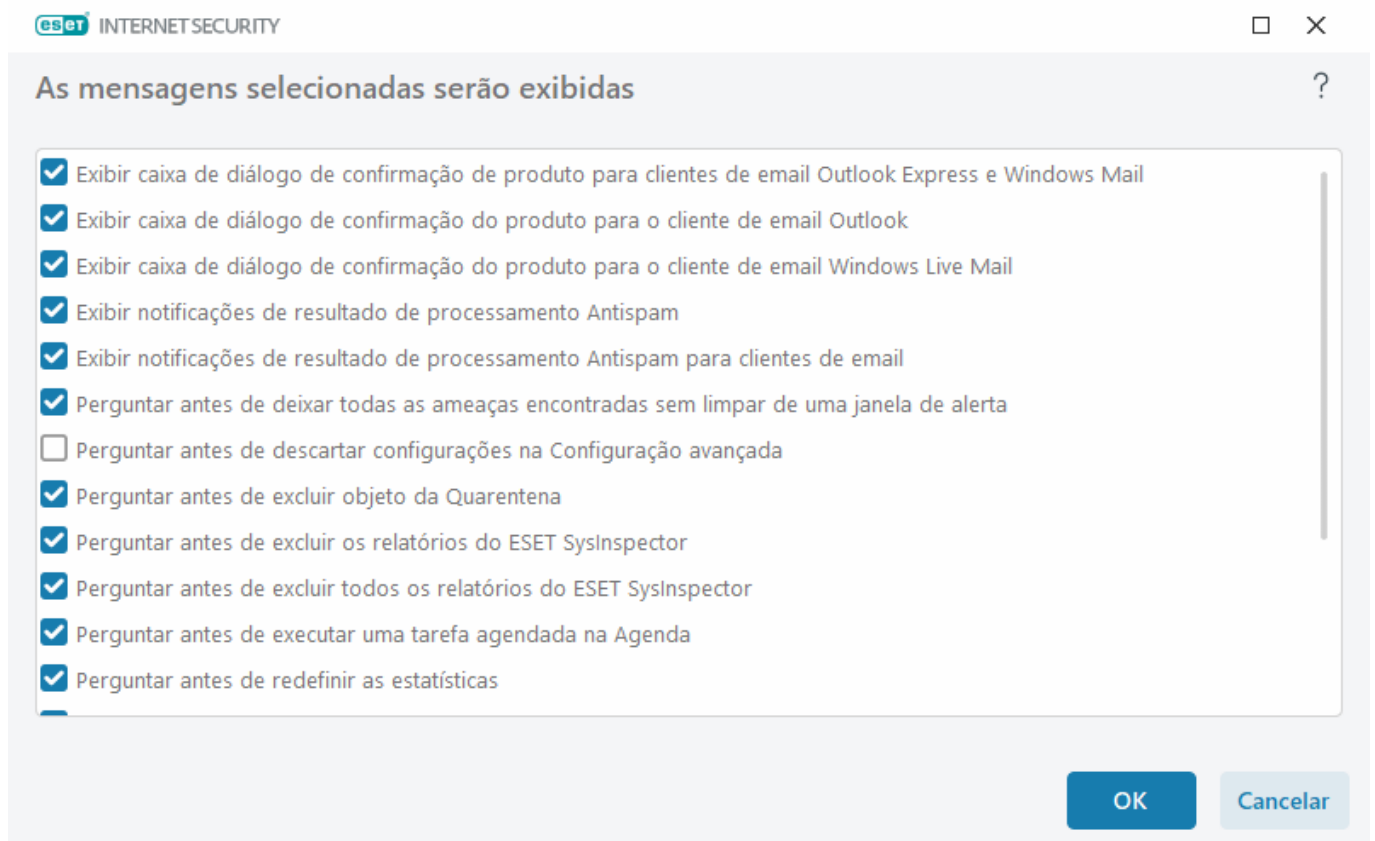 eset INTERNET SECURITY
As mensagens selecionadas serão exibidas
?
Exibir caixa de diálogo de confirmação de produto para clientes de email Outlook Express e Windows Mail
Exibir caixa de diálogo de confirmação do produto para o cliente de email Outlook
Exibir caixa de diálogo de confirmação do produto para o cliente de email Windows Live Mail
Exibir notificações de resultado de processamento Antispam
Exibir notificações de resultado de processamento Antispam para clientes de email
Perguntar antes de deixar todas as ameaças encontradas sem limpar de uma janela de alerta
Perguntar antes de descartar configurações na Configuração avançada
Perguntar antes de excluir objeto da Quarentena
Perguntar antes de excluir os relatórios do ESET SysInspector
Perguntar antes de excluir todos os relatórios do ESET SysInspector
Perguntar antes de executar uma tarefa agendada na Agenda
Perguntar antes de redefinir as estatísticas
OK
Cancelar